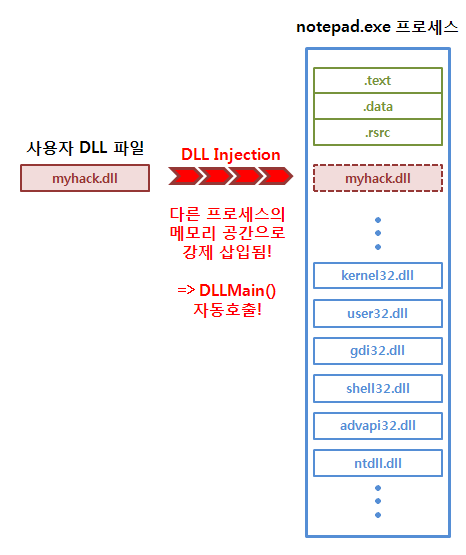 notepad.exe 프로세스
.text
.data
.rsrc
사용자 DLL 파일
myhack.dll
DLL Injection
다른 프로세스의
메모리 공간으로
강제 삽입됨!
=> DLLMain()
자동호출!
myhack.dll
kernel32.dll
user32.dll
gdi32.dll
shell32.dll
advapi32.dll
ntdll.dll